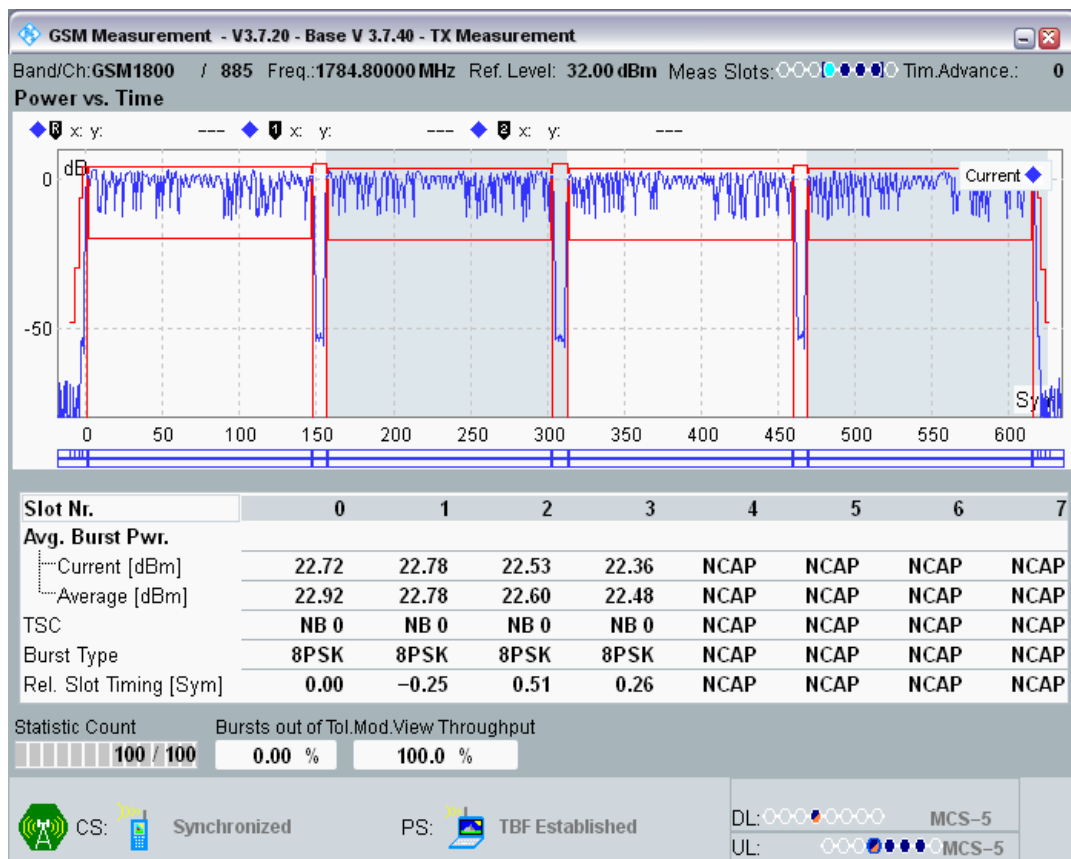 GSM Measurement - V3.7.20 - Base V 3.7.40 - TX Measurement
Band/Ch:GSM1800 / 885 Freq.:1784.80000 MHz Ref. Level: 32.00 dBm Meas Slots: Tim.Advance.: 0
Power vs. Time
R x: y: --- 1 x: y: --- 2 x: y: ---
dB
Current
0
-50
Sy
0 50 100 150 200 250 300 350 400 450 500 550 600
Slot Nr. 0 1 2 3 4 5 6 7
Avg. Burst Pwr.
Current [dBm] 22.72 22.78 22.53 22.36 NCAP NCAP NCAP NCAP
Average [dBm] 22.92 22.78 22.60 22.48 NCAP NCAP NCAP NCAP
TSC NB 0 NB 0 NB 0 NB 0 NCAP NCAP NCAP NCAP
Burst Type 8PSK 8PSK 8PSK 8PSK NCAP NCAP NCAP NCAP
Rel. Slot Timing [Sym] 0.00 −0.25 0.51 0.26 NCAP NCAP NCAP NCAP
Statistic Count Bursts out of Tol.Mod.View Throughput
100 / 100 0.00 % 100.0 %
CS: Synchronized PS: TBF Established
DL: MCS−5
UL: MCS−5